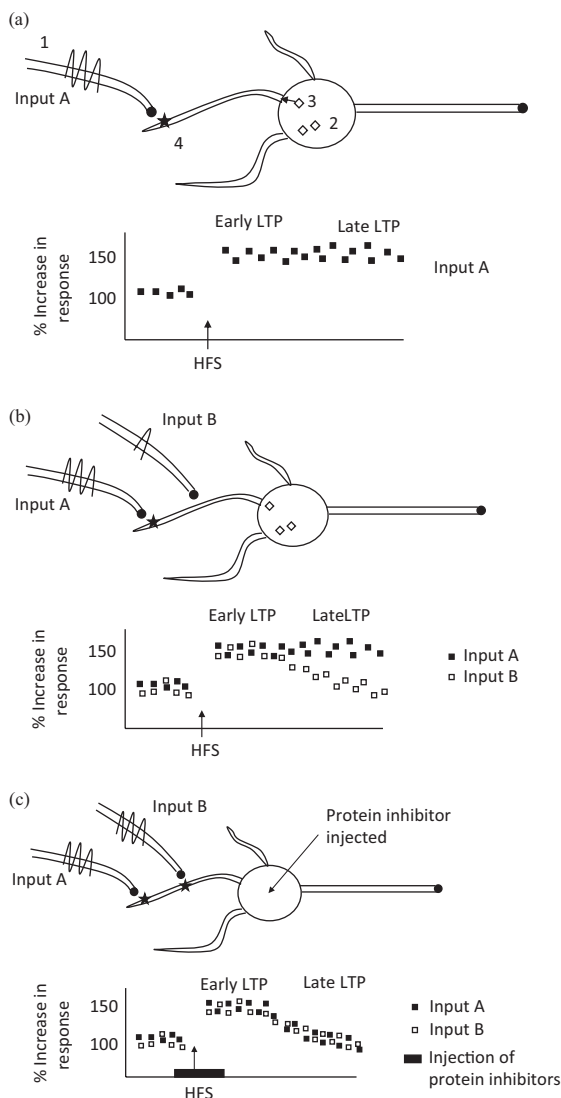 (a)
1
Input A
3
2
4
Early LTP
Late LTP
% Increase in
response
150
100
Input A
HFS
(b)
Input B
Input A
Early LTP
LateLTP
% Increase in
response
150
100
Input A
Input B
HFS
(c)
Input B
Protein inhibitor
injected
Input A
Early LTP
Late LTP
% Increase in
response
150
100
Input A
Input B
Injection of
protein inhibitors
HFS